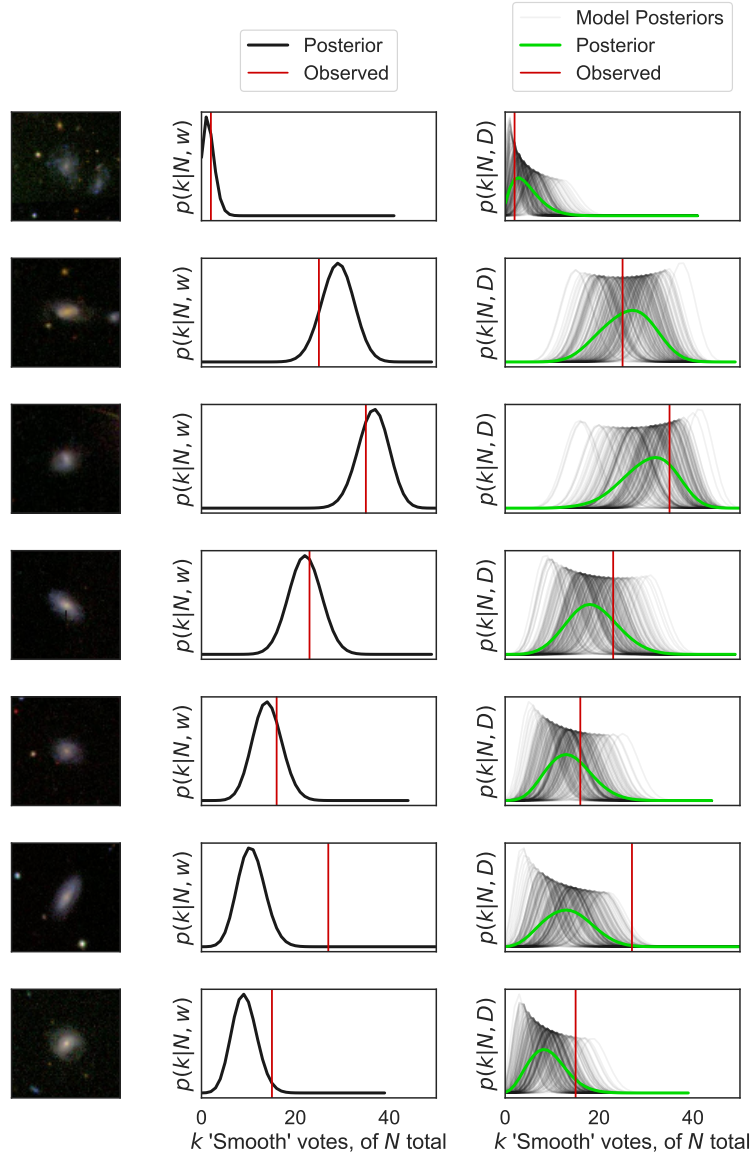 Posterior
Observed
Model Posteriors
Posterior
Observed
p(k|N, w)
p(k|N, D)
p(k|N, w)
p(k|N, D)
p(k|N, w)
p(k|N, D)
p(k|N, w)
p(k|N, D)
p(k|N, w)
p(k|N, D)
p(k|N, w)
p(k|N, D)
p(k|N, w)
p(k|N, D)
0 20 40
k 'Smooth' votes, of N total
0 20 40
k 'Smooth' votes, of N total